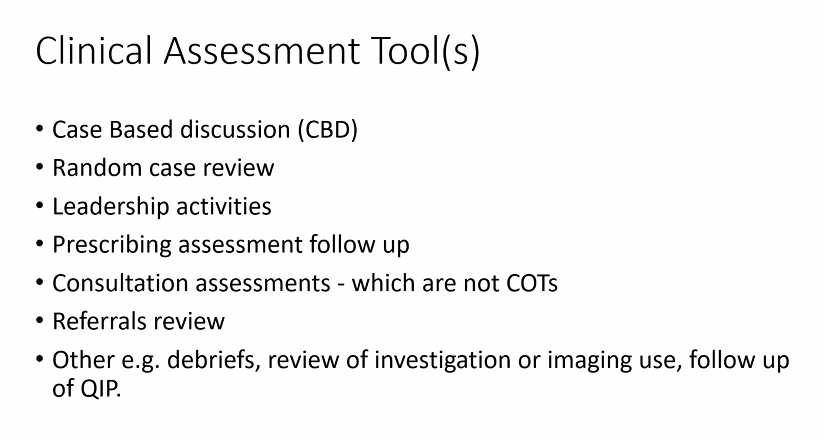 Clinical Assessment Tool(s)
• Case Based discussion (CBD)
• Random case review
• Leadership activities
• Prescribing assessment follow up
• Consultation assessments - which are not COTs
• Referrals review
• Other e.g. debriefs, review of investigation or imaging use, follow up
of QIP.